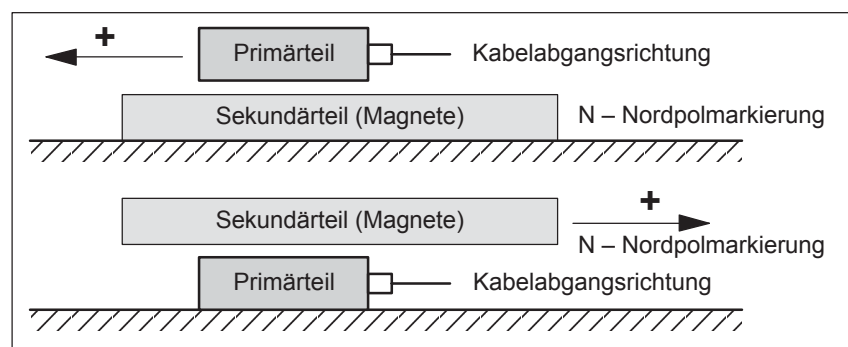 +
Primärteil
Kabelabgangsrichtung
Sekundärteil (Magnete)
N – Nordpolmarkierung
Sekundärteil (Magnete)
+
N – Nordpolmarkierung
Primärteil
Kabelabgangsrichtung